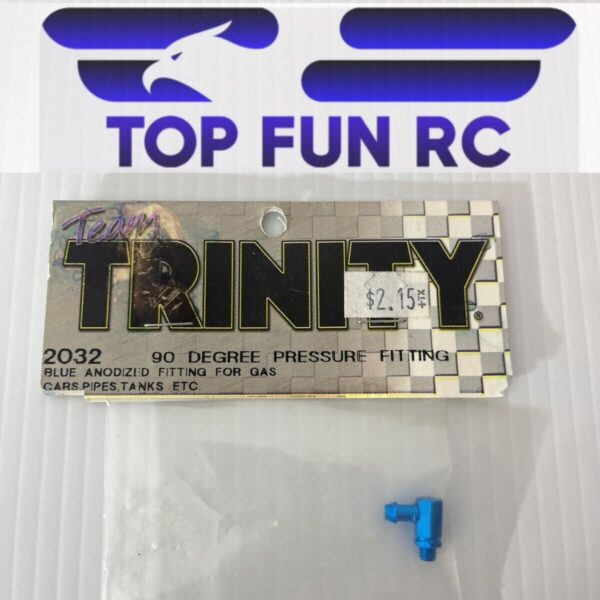 TOP FUN RC
Team
TRINITY®
$2.15+TX
2032 90 DEGREE PRESSURE FITTING
BLUE ANODIZED FITTING FOR GAS
CARS,PIPES,TANKS ETC.